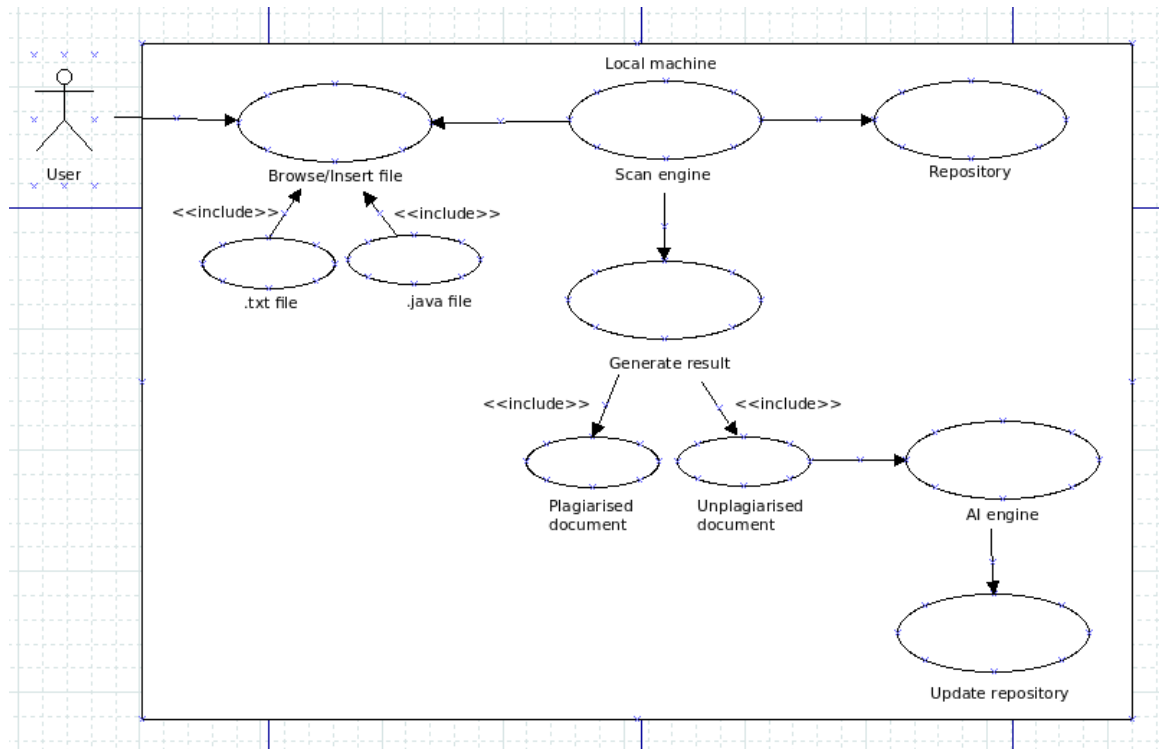 Local machine
User
Browse/Insert file
Scan engine
Repository
<<include>>
<<include>>
.txt file
.java file
Generate result
<<include>>
<<include>>
Plagiarised
document
Unplagiarised
document
AI engine
Update repository